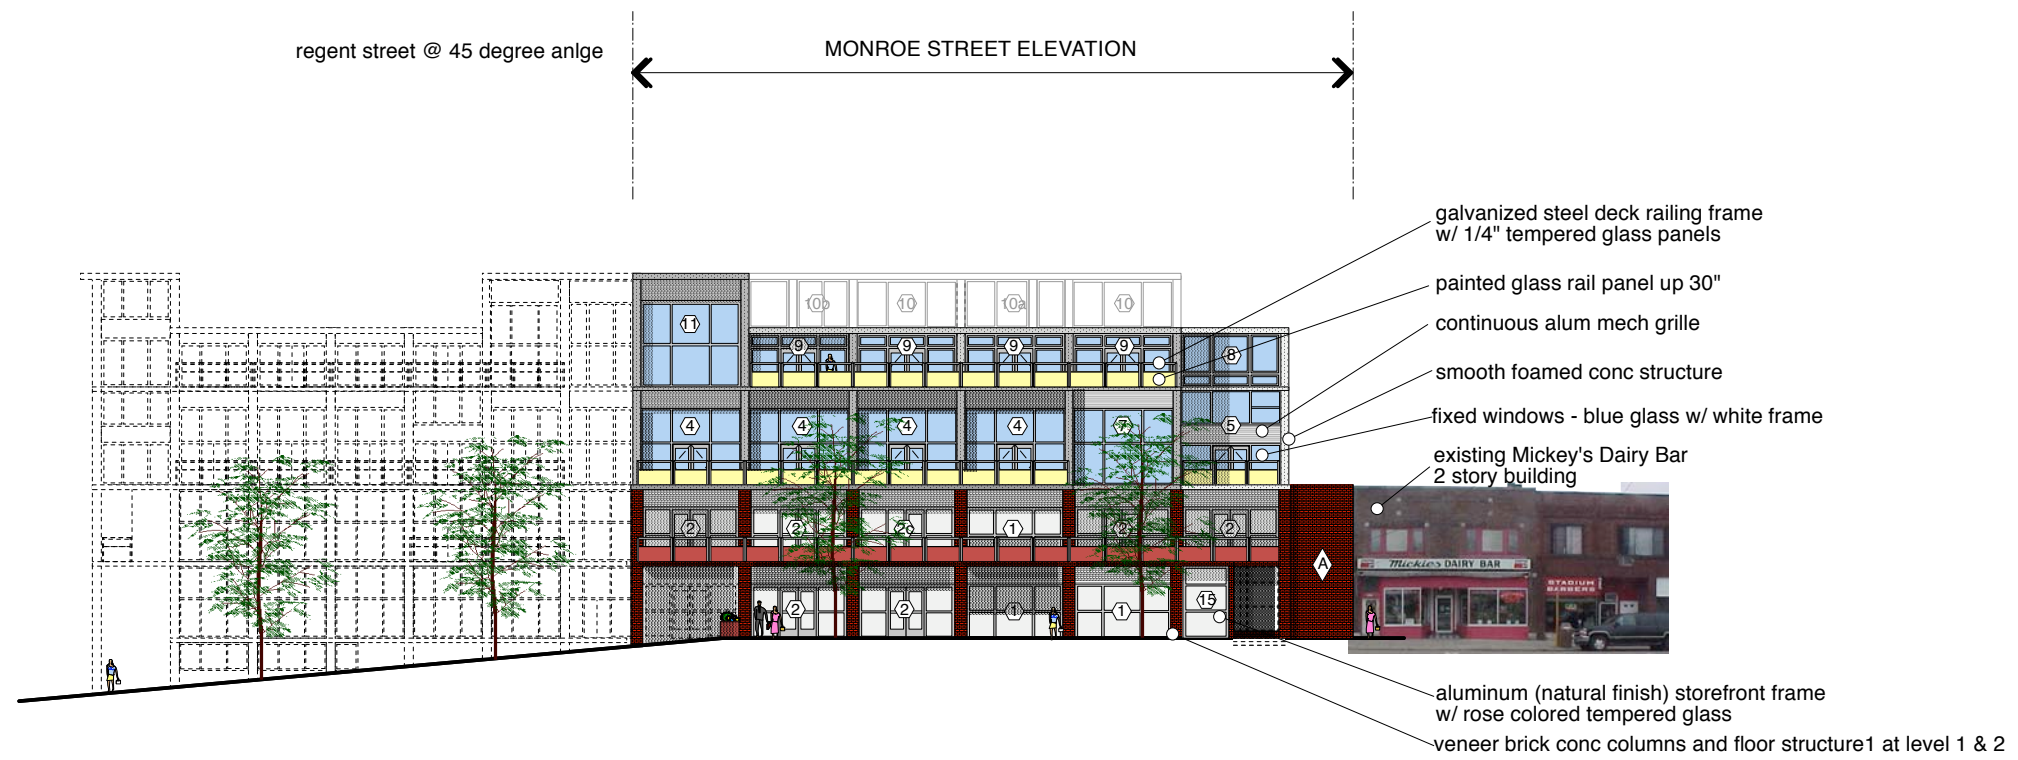 regent street @ 45 degree anlge
MONROE STREET ELEVATION
galvanized steel deck railing frame
w/ 1/4" tempered glass panels
painted glass rail panel up 30"
continuous alum mech grille
smooth foamed conc structure
fixed windows - blue glass w/ white frame
existing Mickey's Dairy Bar
2 story building
10b 10 10a 10
11
9 9 9 9 8
4 4 4 4 7 5
2 2 2c 1 2 2
A
Mickies DAIRY BAR
STADIUM
BARBERS
2 2 1 1 15
aluminum (natural finish) storefront frame
w/ rose colored tempered glass
veneer brick conc columns and floor structure1 at level 1 & 2